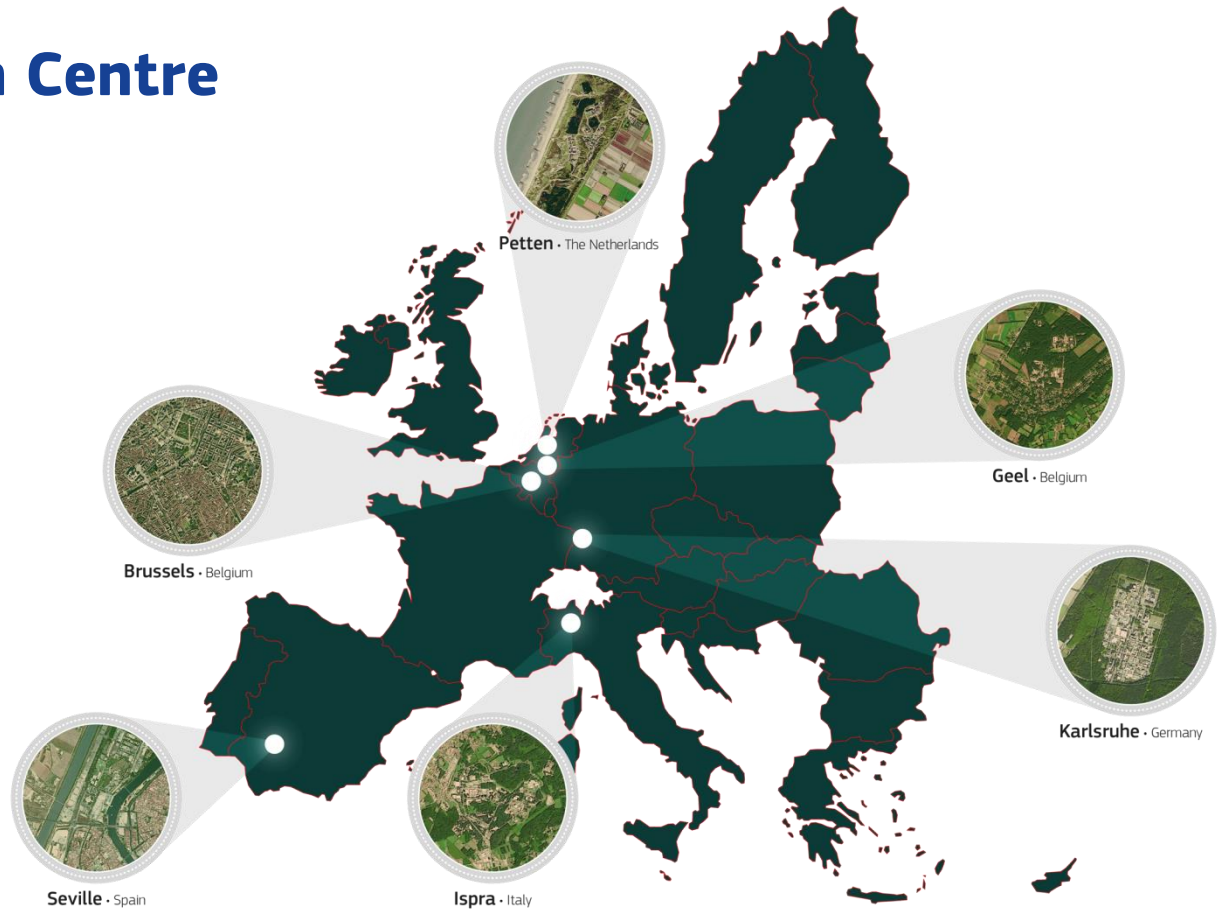 Centre
Petten · The Netherlands
Geel · Belgium
Brussels · Belgium
Karlsruhe · Germany
Seville · Spain
Ispra · Italy